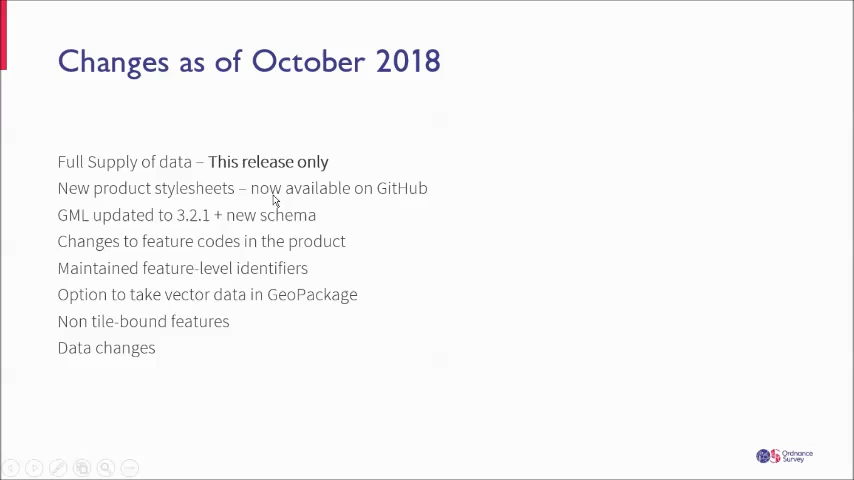 Changes as of October 2018
Full Supply of data – This release only
New product stylesheets – now available on GitHub
GML updated to 3.2.1 + new schema
Changes to feature codes in the product
Maintained feature-level identifiers
Option to take vector data in GeoPackage
Non tile-bound features
Data changes
Ordnance
Survey